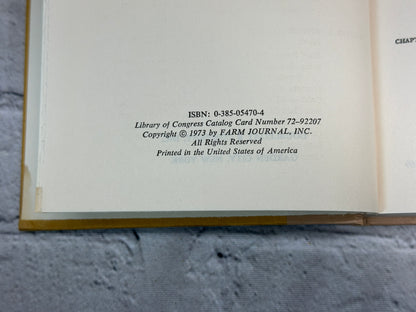 ISBN: 0-385-05470-4
Library of Congress Catalog Card Number 72-92207
Copyright © 1973 by FARM JOURNAL, INC.
All Rights Reserved
Printed in the United States of America
CHAPT